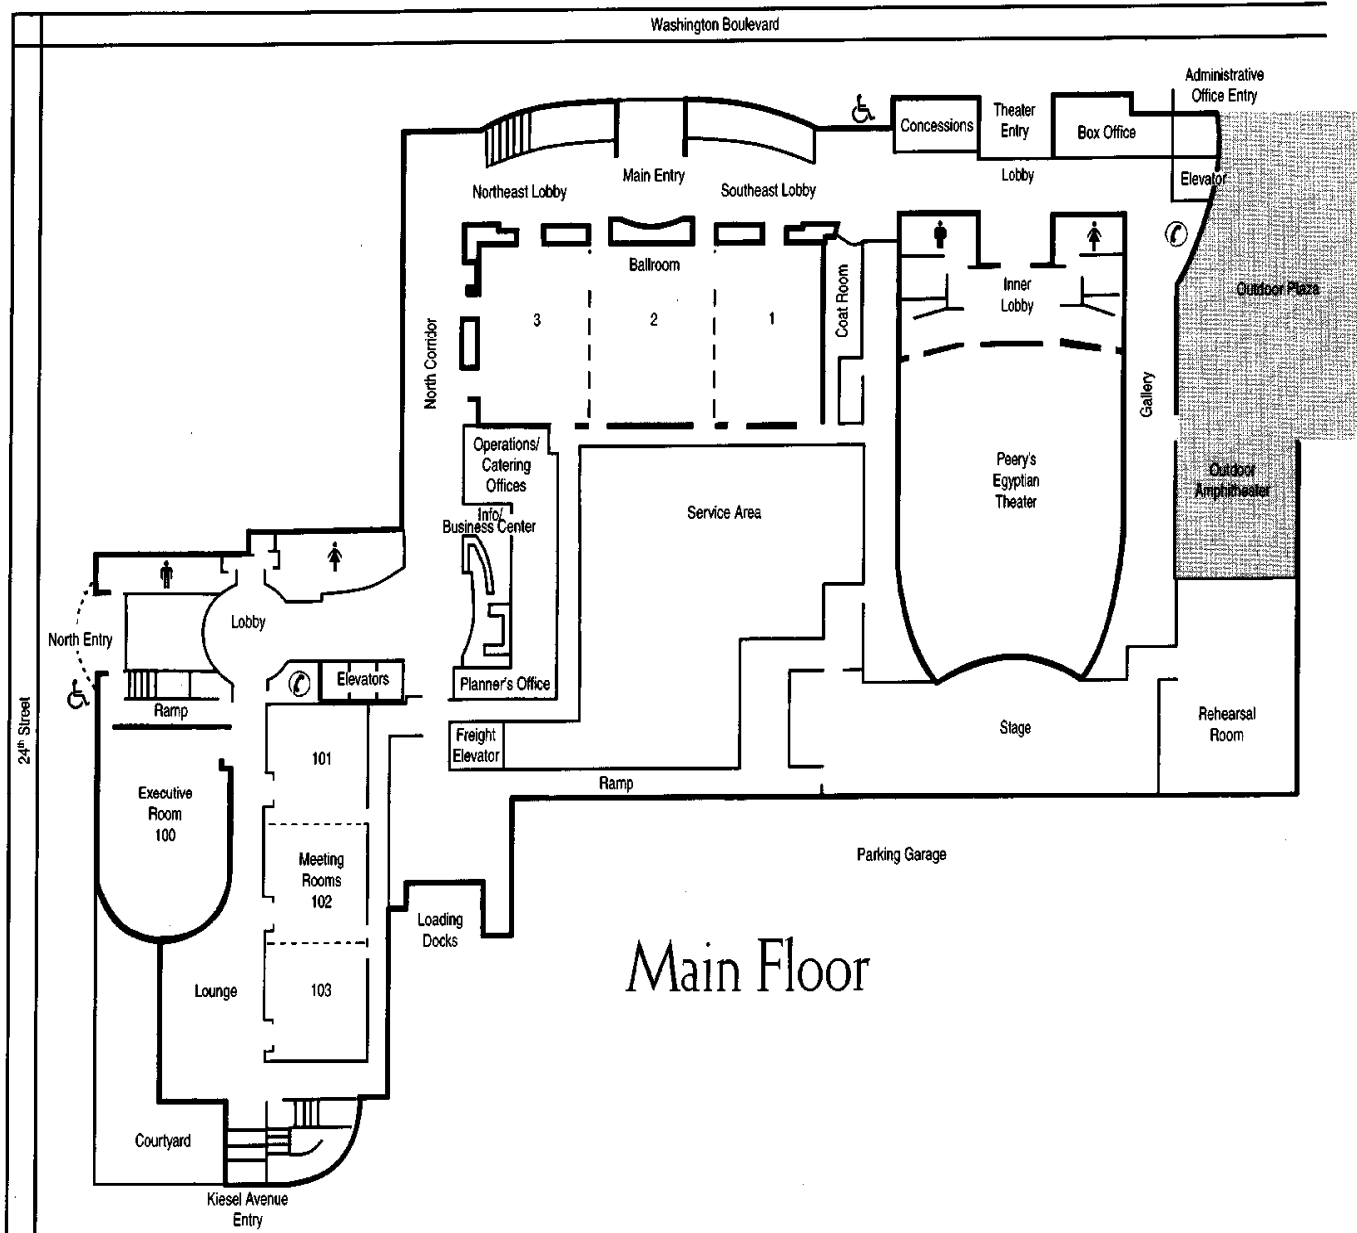 Washington Boulevard
Administrative
Office Entry
Concessions
Theater
Entry
Box Office
Main Entry
Northeast Lobby
Southeast Lobby
Lobby
Elevator
Ballroom
Coat Room
Inner
Lobby
Outdoor Plaza
3
2
1
North Corridor
Gallery
Operations/
Catering
Offices
Info/
Business Center
Service Area
Peery's
Egyptian
Theater
Outdoor
Amphitheater
Lobby
North Entry
Elevators
Planner's Office
Ramp
24th Street
Freight
Elevator
Stage
Rehearsal
Room
101
Ramp
Executive
Room
100
Meeting
Rooms
102
Parking Garage
Loading
Docks
Main Floor
Lounge
103
Courtyard
Kiesel Avenue
Entry